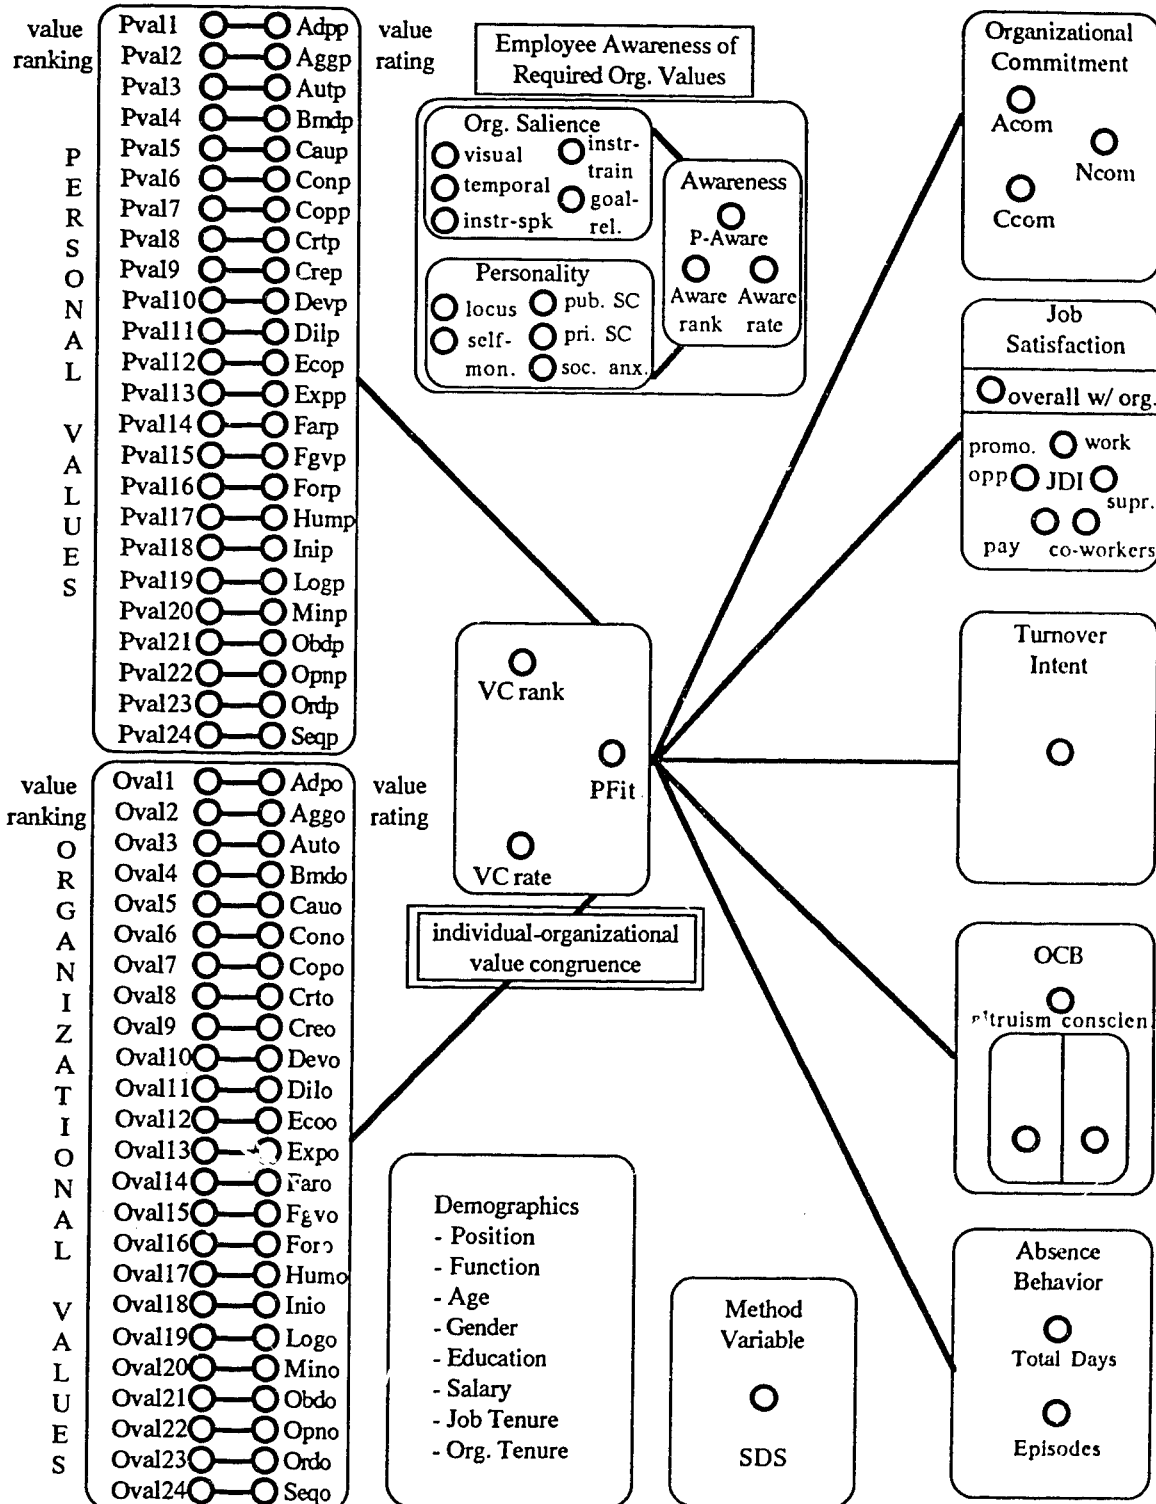 value
ranking
P
E
R
S
O
N
A
L
V
A
L
U
E
S
Pval1 Adpp
Pval2 Aggp
Pval3 Autp
Pval4 Bmdp
Pval5 Caup
Pval6 Conp
Pval7 Copp
Pval8 Crtp
Pval9 Crep
Pval10 Devp
Pval11 Dilp
Pval12 Ecop
Pval13 Expp
Pval14 Farp
Pval15 Fgvp
Pval16 Forp
Pval17 Hump
Pval18 Inip
Pval19 Logp
Pval20 Minp
Pval21 Obdp
Pval22 Opnp
Pval23 Ordp
Pval24 Seqp
value
rating
value
ranking
O
R
G
A
N
I
Z
A
T
I
O
N
A
L
V
A
L
U
E
S
Oval1 Adpo
Oval2 Aggo
Oval3 Auto
Oval4 Bmdo
Oval5 Cauo
Oval6 Cono
Oval7 Copo
Oval8 Crto
Oval9 Creo
Oval10 Devo
Oval11 Dilo
Oval12 Ecoo
Oval13 Expo
Oval14 Faro
Oval15 Fgvo
Oval16 Foro
Oval17 Humo
Oval18 Inio
Oval19 Logo
Oval20 Mino
Oval21 Obdo
Oval22 Opno
Oval23 Ordo
Oval24 Seqo
value
rating
Employee Awareness of
Required Org. Values
Org. Salience
visual
temporal
instr-spk
instr-
train
goal-
rel.
Personality
locus
self-
mon.
pub. SC
pri. SC
soc. anx.
Awareness
P-Aware
Aware Aware
rank rate
VC rank
PFit
VC rate
individual-organizational
value congruence
Demographics
- Position
- Function
- Age
- Gender
- Education
- Salary
- Job Tenure
- Org. Tenure
Method
Variable
SDS
Organizational
Commitment
Acom
Ncom
Ccom
Job
Satisfaction
overall w/ org.
promo. work
opp JDI
supr.
pay co-workers
Turnover
Intent
OCB
conscien.
Absence
Behavior
Total Days
Episodes